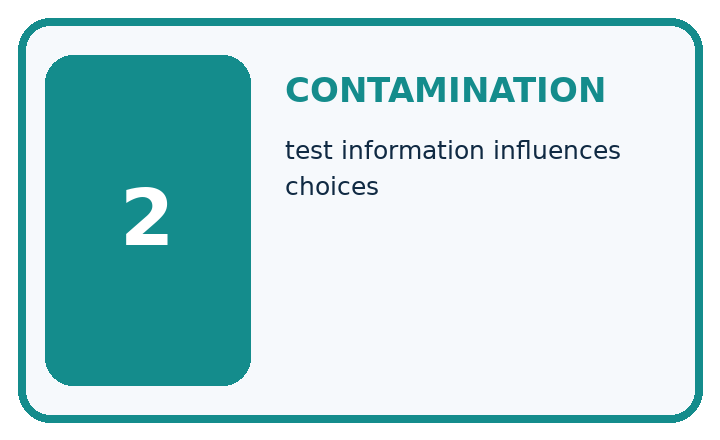 2
CONTAMINATION
test information influences
choices